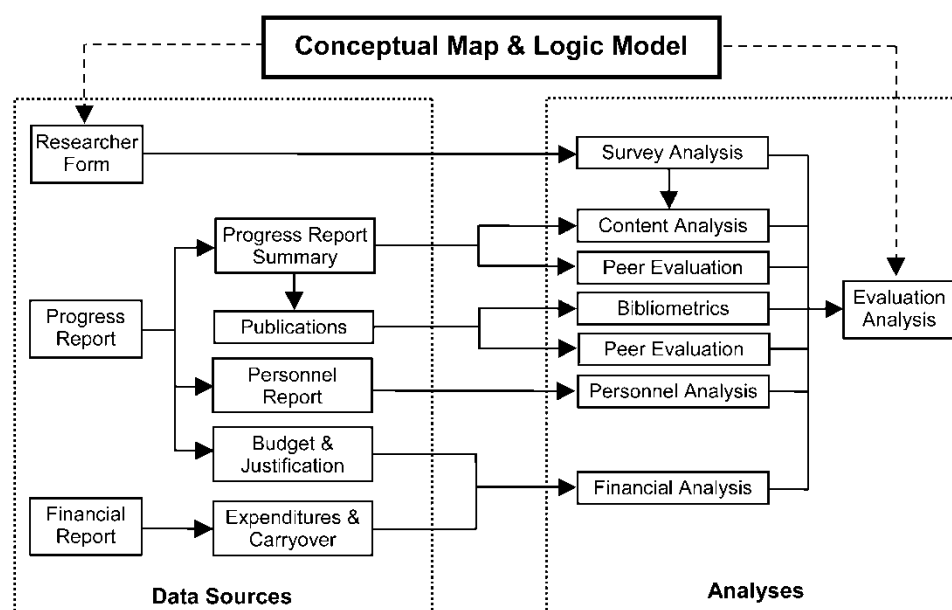 Conceptual Map & Logic Model
Researcher
Form
Progress Report
Summary
Progress
Report
Publications
Personnel
Report
Budget &
Justification
Financial
Report
Expenditures &
Carryover
Data Sources
Survey Analysis
Content Analysis
Peer Evaluation
Bibliometrics
Peer Evaluation
Personnel Analysis
Financial Analysis
Evaluation
Analysis
Analyses